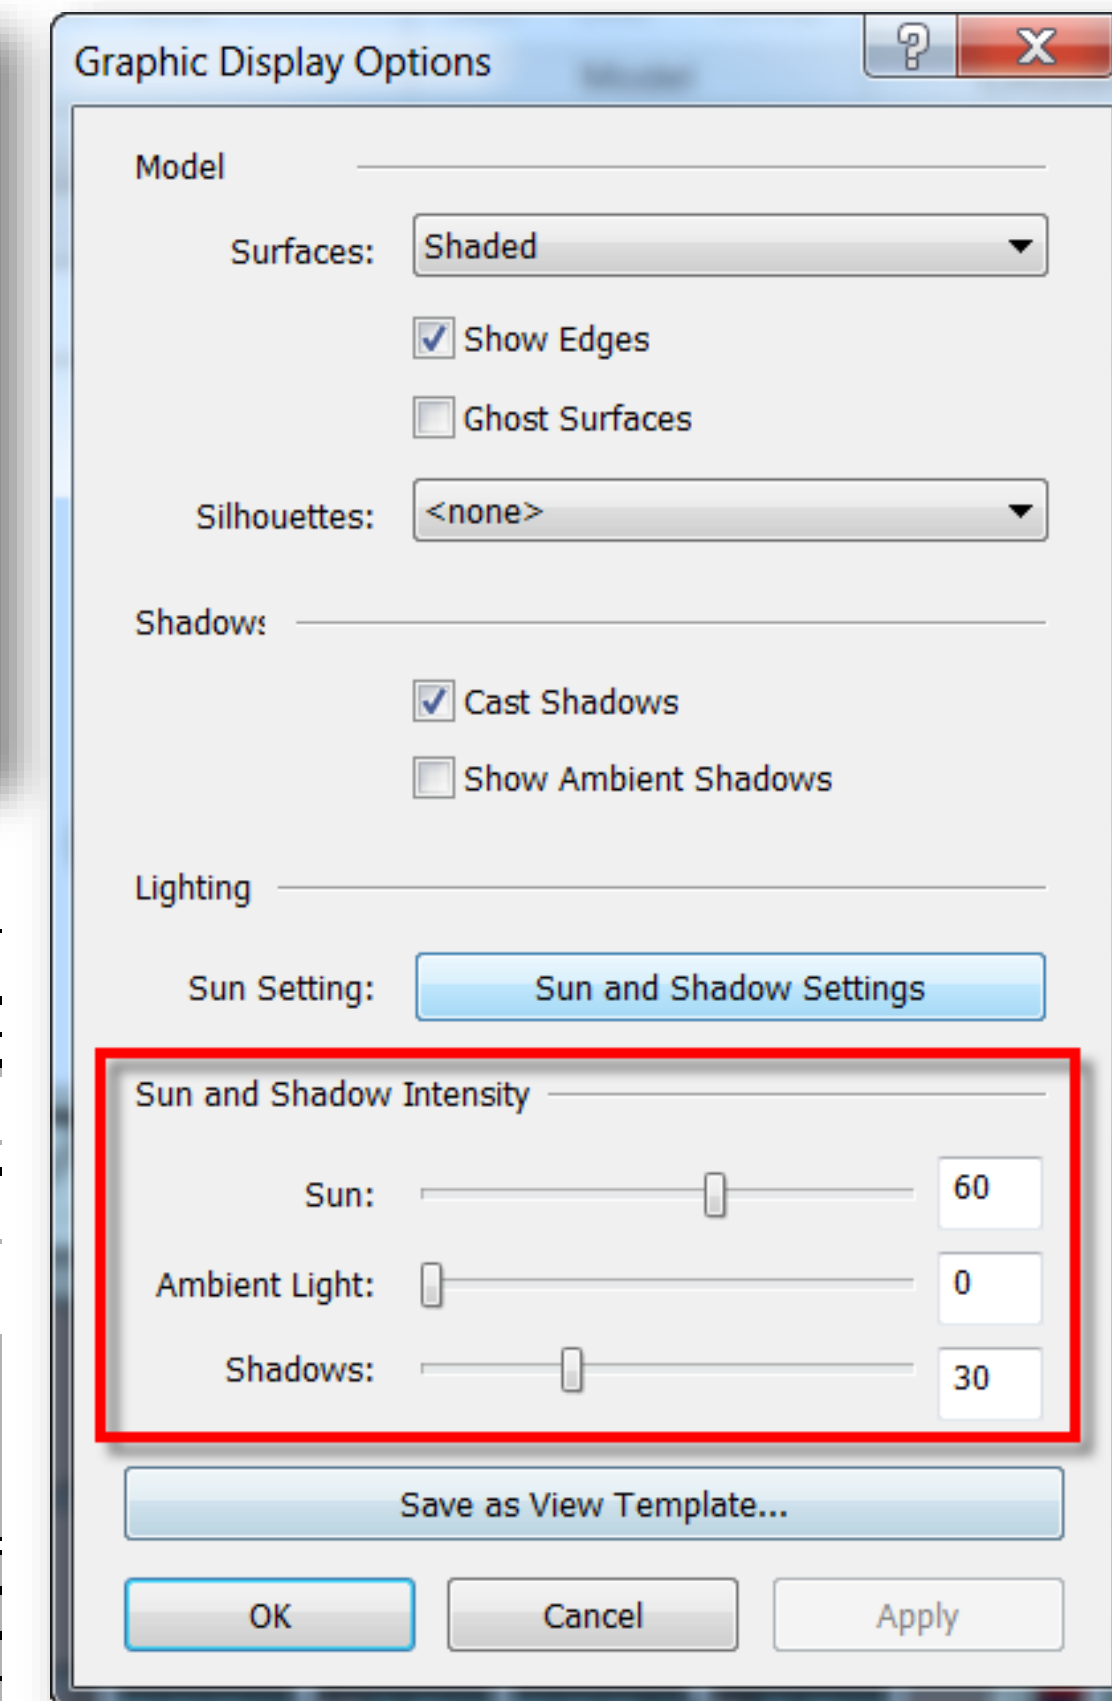 Graphic Display Options
Model
Surfaces: Shaded
Show Edges
Ghost Surfaces
Silhouettes: <none>
Shadows
Cast Shadows
Show Ambient Shadows
Lighting
Sun Setting: Sun and Shadow Settings
Sun and Shadow Intensity
Sun: 60
Ambient Light: 0
Shadows: 30
Save as View Template...
OK Cancel Apply